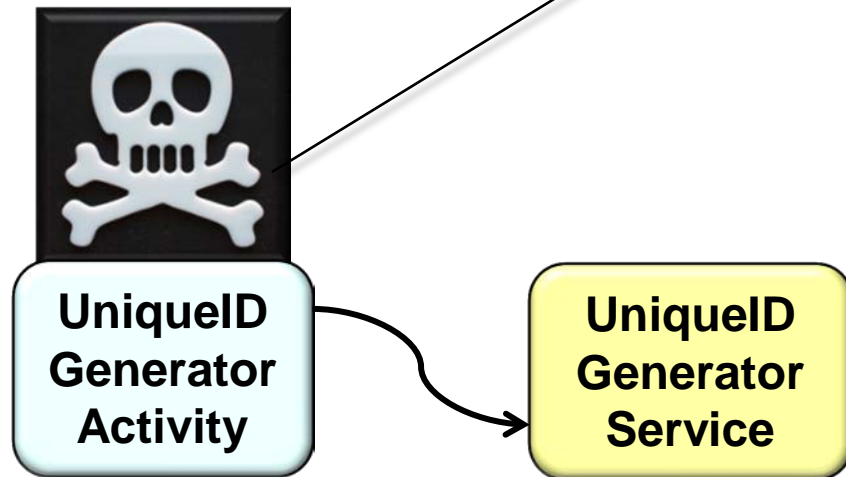 UniqueID
Generator
Activity
UniqueID
Generator
Service